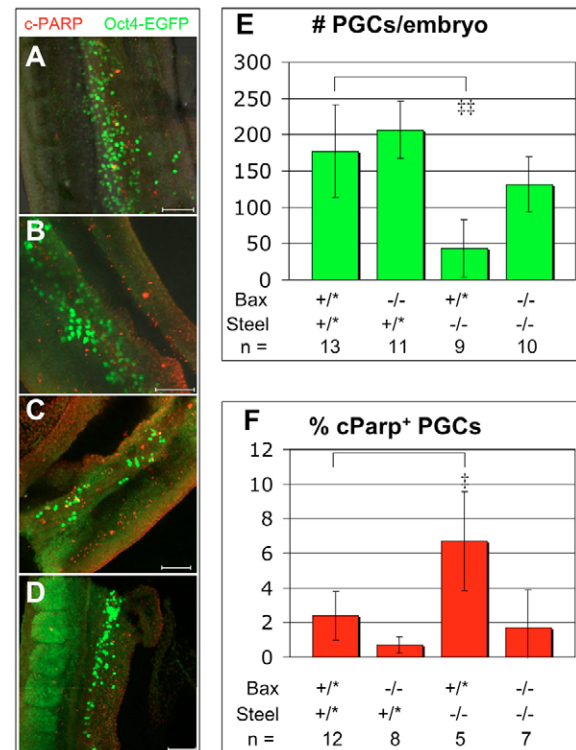 c-PARP Oct4-EGFP
A
B
C
D
E # PGCs/embryo
300
250
200
150
100
50
0
‡‡
Bax +/* -/- +/* -/-
Steel +/* +/* -/- -/-
n = 13 11 9 10
F % cParp⁺ PGCs
12
10
8
6
4
2
0
‡
Bax +/* -/- +/* -/-
Steel +/* +/* -/- -/-
n = 12 8 5 7